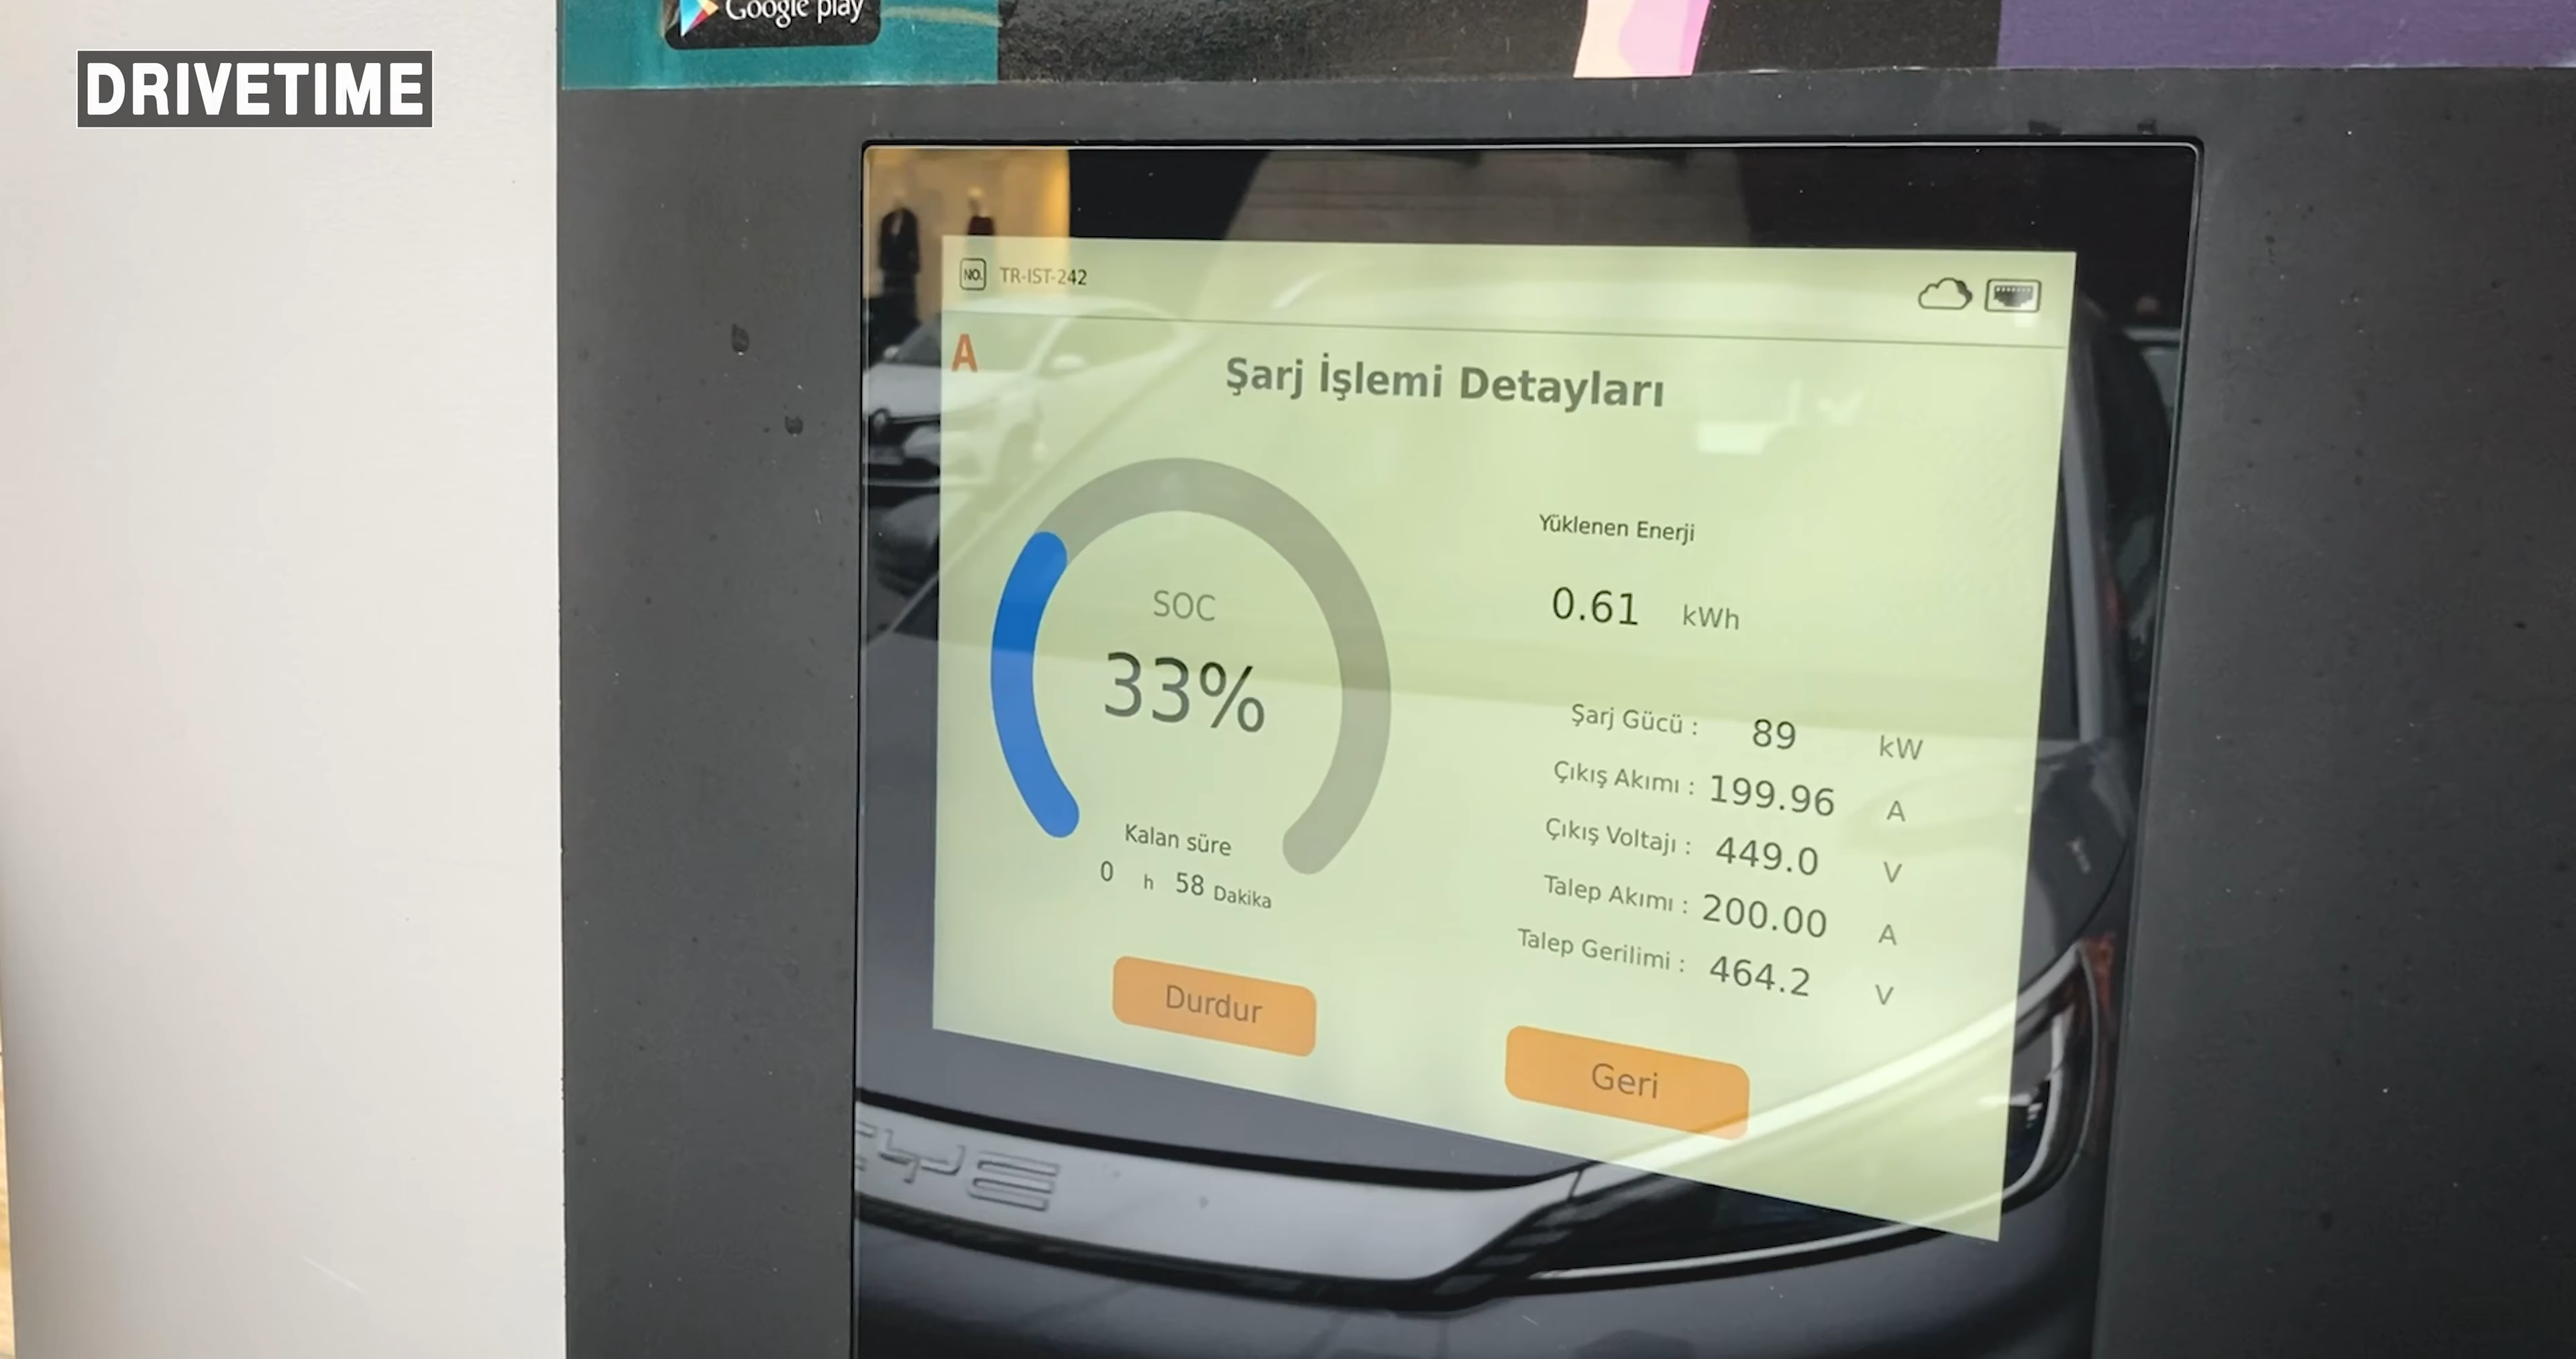 Google play
DRIVETIME
NO. TR-IST-242
A
Şarj İşlemi Detayları
SOC
33%
Kalan süre
0 h 58 Dakika
Yüklenen Enerji
0.61 kWh
Şarj Gücü : 89 kW
Çıkış Akımı : 199.96 A
Çıkış Voltajı : 449.0 V
Talep Akımı : 200.00 A
Talep Gerilimi : 464.2 V
Durdur
Geri